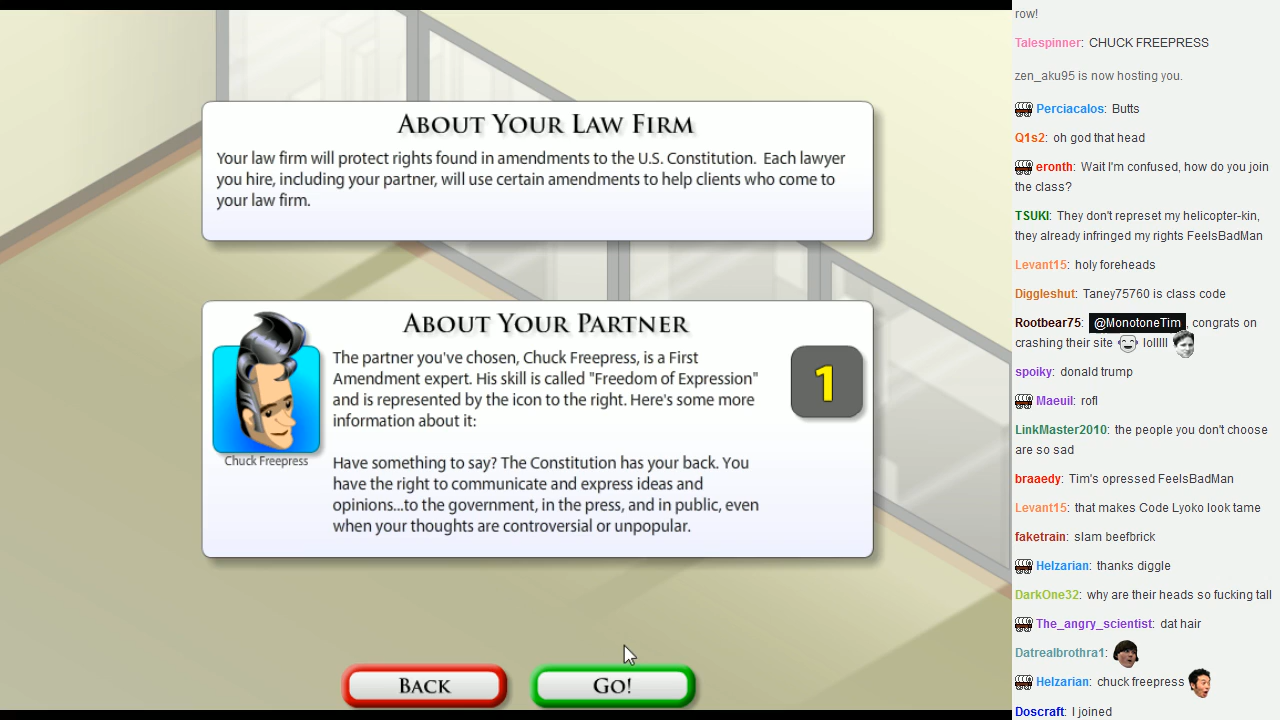 About Your Law Firm
Your law firm will protect rights found in amendments to the U.S. Constitution. Each lawyer
you hire, including your partner, will use certain amendments to help clients who come to
your law firm.
About Your Partner
The partner you've chosen, Chuck Freepress, is a First
Amendment expert. His skill is called "Freedom of Expression"
and is represented by the icon to the right. Here's some more
information about it:
Have something to say? The Constitution has your back. You
have the right to communicate and express ideas and
opinions...to the government, in the press, and in public, even
when your thoughts are controversial or unpopular.
Chuck Freepress
1
Back
Go!
row!
Talespinner: CHUCK FREEPRESS
zen_aku95 is now hosting you.
Perciacalos: Butts
Q1s2: oh god that head
eronth: Wait I'm confused, how do you join
the class?
TSUKI: They don't represet my helicopter-kin,
they already infringed my rights FeelsBadMan
Levant15: holy foreheads
Diggleshut: Taney75760 is class code
Rootbear75: @MonotoneTim, congrats on
crashing their site lolllll
spoiky: donald trump
Maeuil: rofl
LinkMaster2010: the people you don't choose
are so sad
braaedy: Tim's opressed FeelsBadMan
Levant15: that makes Code Lyoko look tame
faketrain: slam beefbrick
Helzarian: thanks diggle
DarkOne32: why are their heads so fucking tall
The_angry_scientist: dat hair
Datrealbrothra1:
Helzarian: chuck freepress
Doscraft: I joined